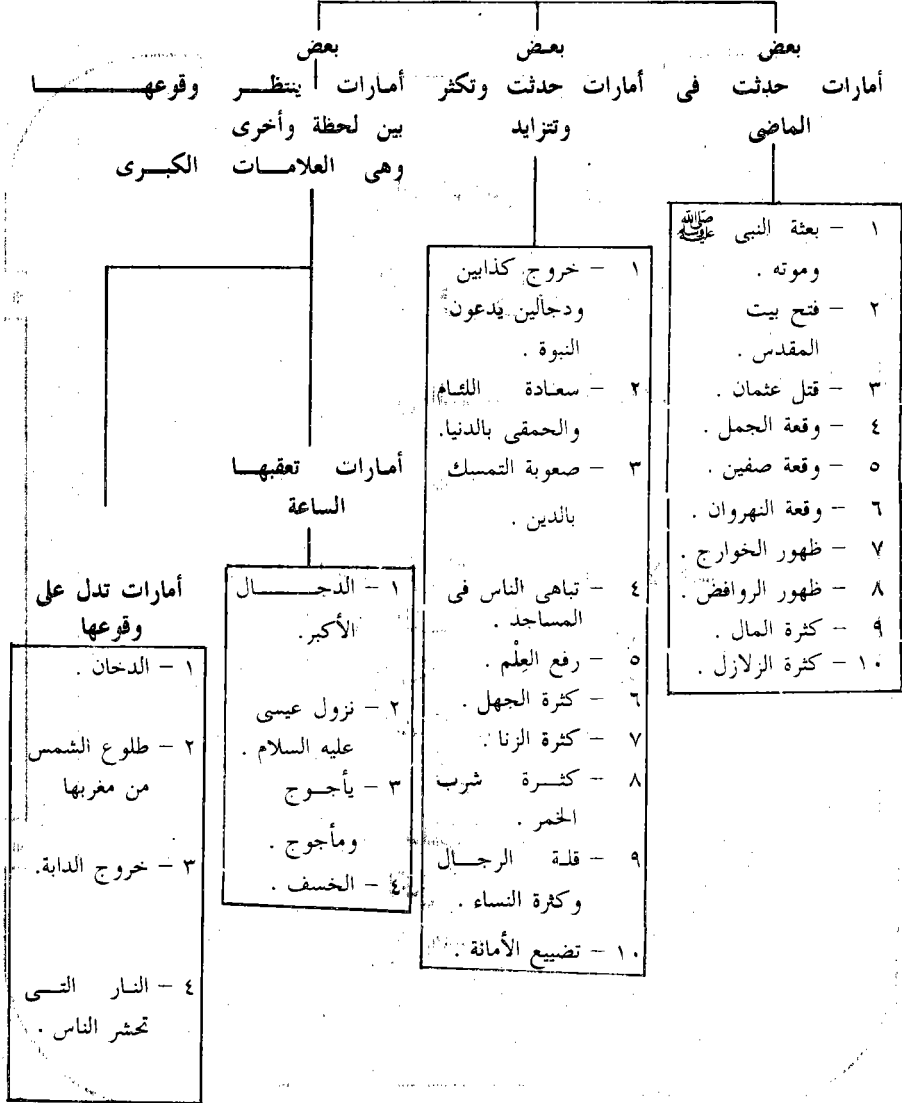 بعض
أمارات حدثت فى
الماضى
١ - بعثة النبى ﷺ
وموته .
٢ - فتح بيت
المقدس .
٣ - قتل عثمان .
٤ - وقعة الجمل .
٥ - وقعة صفين .
٦ - وقعة النهروان .
٧ - ظهور الخوارج .
٨ - ظهور الروافض .
٩ - كثرة المال .
١٠ - كثرة الزلازل .
بعض
أمارات حدثت وتكثر
وتتزايد
١ - خروج كذابين
ودجالين يدعون
النبوة .
٢ - سعادة اللئام
والحمقى بالدنيا.
٣ - صعوبة التمسك
بالدين .
٤ - تباهى الناس فى
المساجد .
٥ - رفع العِلْم .
٦ - كثرة الجهل .
٧ - كثرة الزنا .
٨ - كثرة شرب
الخمر .
٩ - قلة الرجال
وكثرة النساء .
١٠ - تضييع الأمانة .
بعض
أمارات ينتظر وقوعها
بين لحظة وأخرى
وهى العلامات الكبرى
أمارات تعقبها
الساعة
١ - الدجال
الأكبر.
٢ - نزول عيسى
عليه السلام .
٣ - يأجوج
ومأجوج .
٤ - الخسف .
أمارات تدل على
وقوعها
١ - الدخان .
٢ - طلوع الشمس
من مغربها
٣ - خروج الدابة.
٤ - النار التى
تحشر الناس .